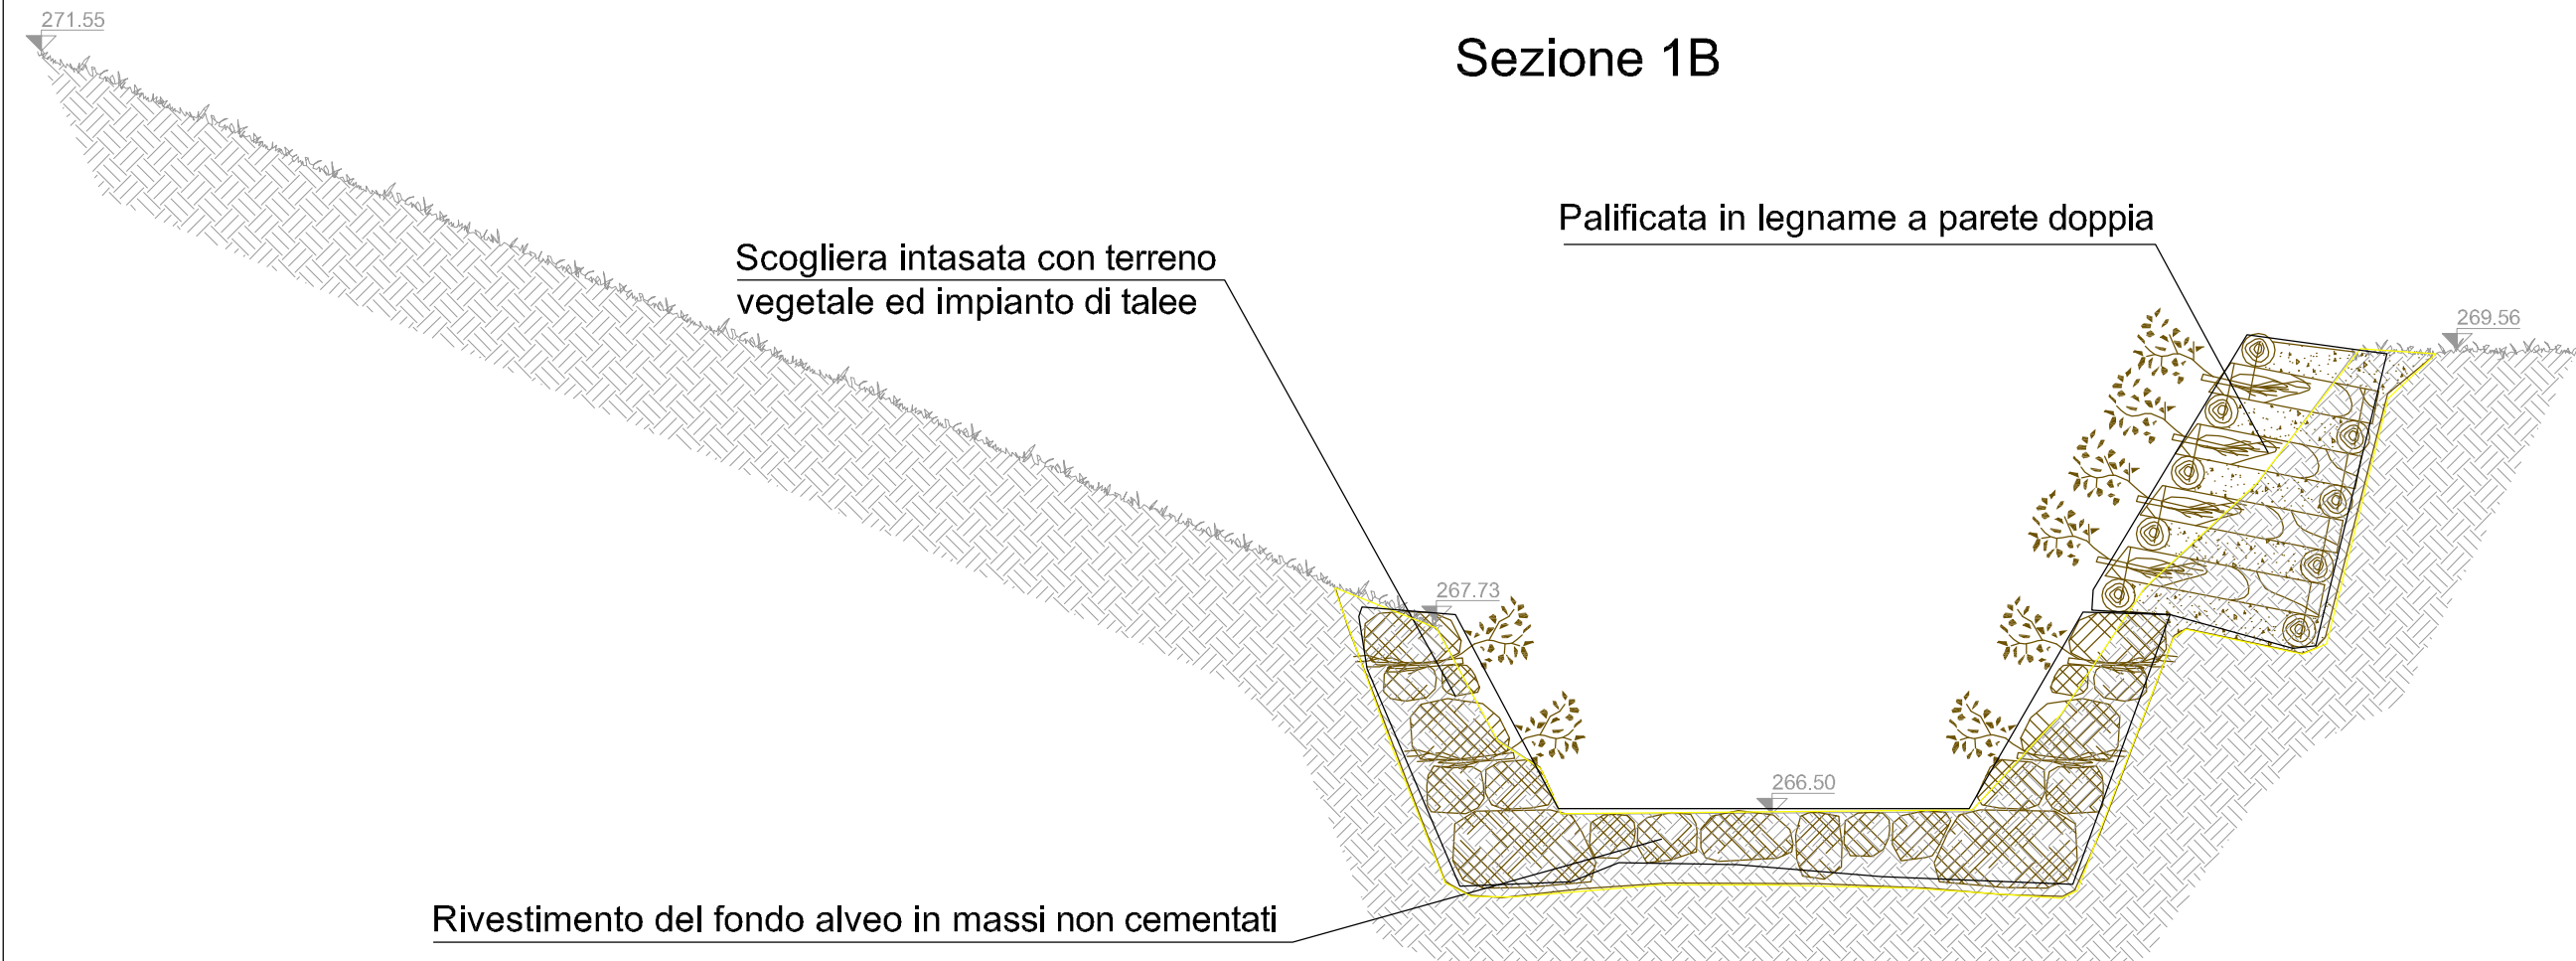 271.55
Sezione 1B
Palificata in legname a parete doppia
Scogliera intasata con terreno
vegetale ed impianto di talee
269.56
267.73
266.50
Rivestimento del fondo alveo in massi non cementati